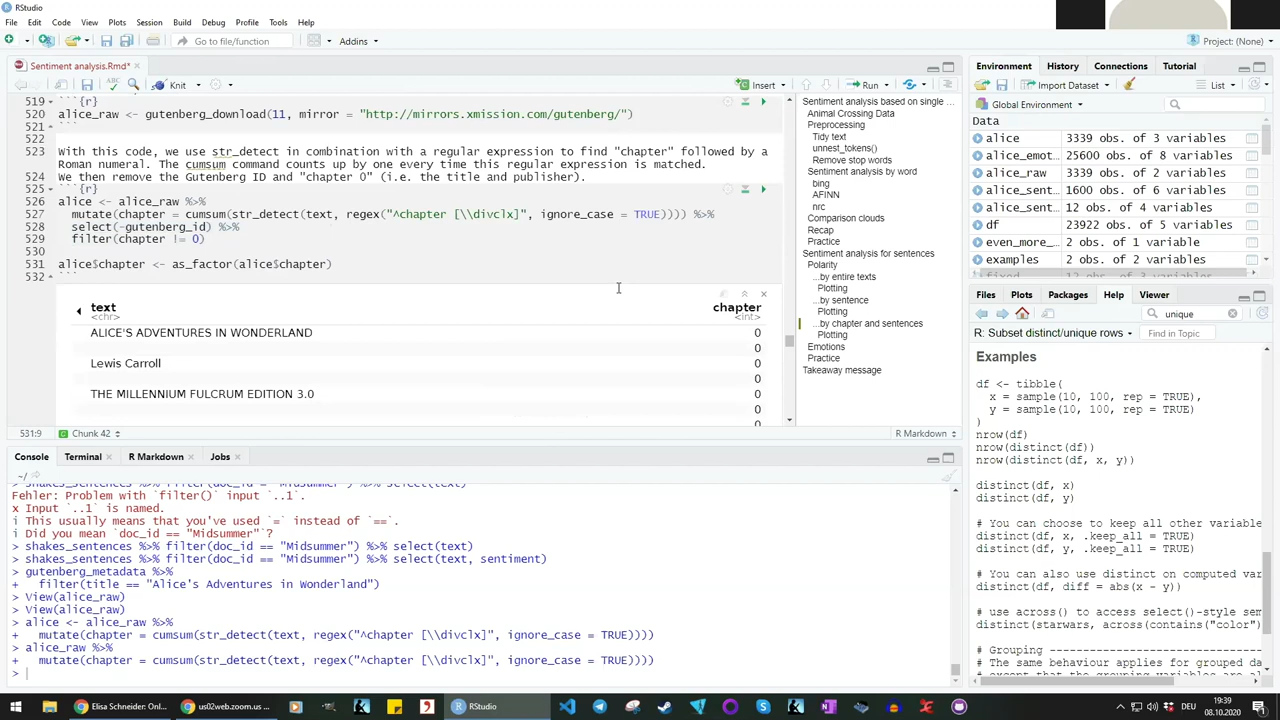 RStudio
File Edit Code View Plots Session Build Debug Profile Tools Help
Go to file/function Addins Project: (None)
Sentiment analysis.Rmd*
Knit Insert Run
519 ```{r}
520 alice_raw <- gutenberg_download(11, mirror = "http://mirrors.xmission.com/gutenberg/")
521 ```
522
523 With this code, we use str_detect in combination with a regular expression to find "chapter" followed by a
Roman numeral. The cumsum command counts up by one every time this regular expression is matched.
524 We then remove the Gutenberg ID and "chapter 0" (i.e. the title and publisher).
525 ```{r}
526 alice <- alice_raw %>%
527 mutate(chapter = cumsum(str_detect(text, regex("^chapter [\\divclx]", ignore_case = TRUE)))) %>%
528 select(-gutenberg_id) %>%
529 filter(chapter != 0)
530
531 alice$chapter <- as_factor(alice$chapter)
532 ```
text chapter
<chr> <int>
ALICE'S ADVENTURES IN WONDERLAND 0
0
Lewis Carroll 0
0
THE MILLENNIUM FULCRUM EDITION 3.0 0
0
0
531:9 Chunk 42 R Markdown
Sentiment analysis based on single ...
Animal Crossing Data
Preprocessing
Tidy text
unnest_tokens()
Remove stop words
Sentiment analysis by word
bing
AFINN
nrc
Comparison clouds
Recap
Practice
Sentiment analysis for sentences
Polarity
...by entire texts
Plotting
...by sentence
Plotting
...by chapter and sentences
Plotting
Emotions
Practice
Takeaway message
Console Terminal R Markdown Jobs
~/
> shakes_sentences %>% filter(doc_id = "Midsummer") %>% select(text)
Fehler: Problem with `filter()` input `..1`.
x Input `..1` is named.
i This usually means that you've used `=` instead of `==`.
i Did you mean `doc_id == "Midsummer"`?
> shakes_sentences %>% filter(doc_id == "Midsummer") %>% select(text)
> shakes_sentences %>% filter(doc_id == "Midsummer") %>% select(text, sentiment)
> gutenberg_metadata %>%
+ filter(title == "Alice's Adventures in Wonderland")
> View(alice_raw)
> View(alice_raw)
> alice <- alice_raw %>%
+ mutate(chapter = cumsum(str_detect(text, regex("^chapter [\\divclx]", ignore_case = TRUE))))
> alice_raw %>%
+ mutate(chapter = cumsum(str_detect(text, regex("^chapter [\\divclx]", ignore_case = TRUE))))
>
Environment History Connections Tutorial
Import Dataset List
Global Environment
Data
alice 3339 obs. of 3 variables
alice_emot... 25600 obs. of 8 variables
alice_raw 3339 obs. of 2 variables
alice_sent... 1600 obs. of 6 variables
alice_sent... 12 obs. of 4 variables
df 23922 obs. of 5 variables
even_more_... 2 obs. of 1 variable
examples 2 obs. of 2 variables
fixed 12 obs. of 3 variables
Files Plots Packages Help Viewer
unique
R: Subset distinct/unique rows Find in Topic
Examples
df <- tibble(
x = sample(10, 100, rep = TRUE),
y = sample(10, 100, rep = TRUE)
)
nrow(df)
nrow(distinct(df))
nrow(distinct(df, x, y))
distinct(df, x)
distinct(df, y)
# You can choose to keep all other variable
distinct(df, x, .keep_all = TRUE)
distinct(df, y, .keep_all = TRUE)
# You can also use distinct on computed var
distinct(df, diff = abs(x - y))
# use across() to access select()-style sem
distinct(starwars, across(contains("color")
# Grouping ----------------------------------
# The same behaviour applies for grouped da
# except that the grouping variables are al
Elisa Schneider: Onl... us02web.zoom.us ... RStudio DEU 19:39
08.10.2020